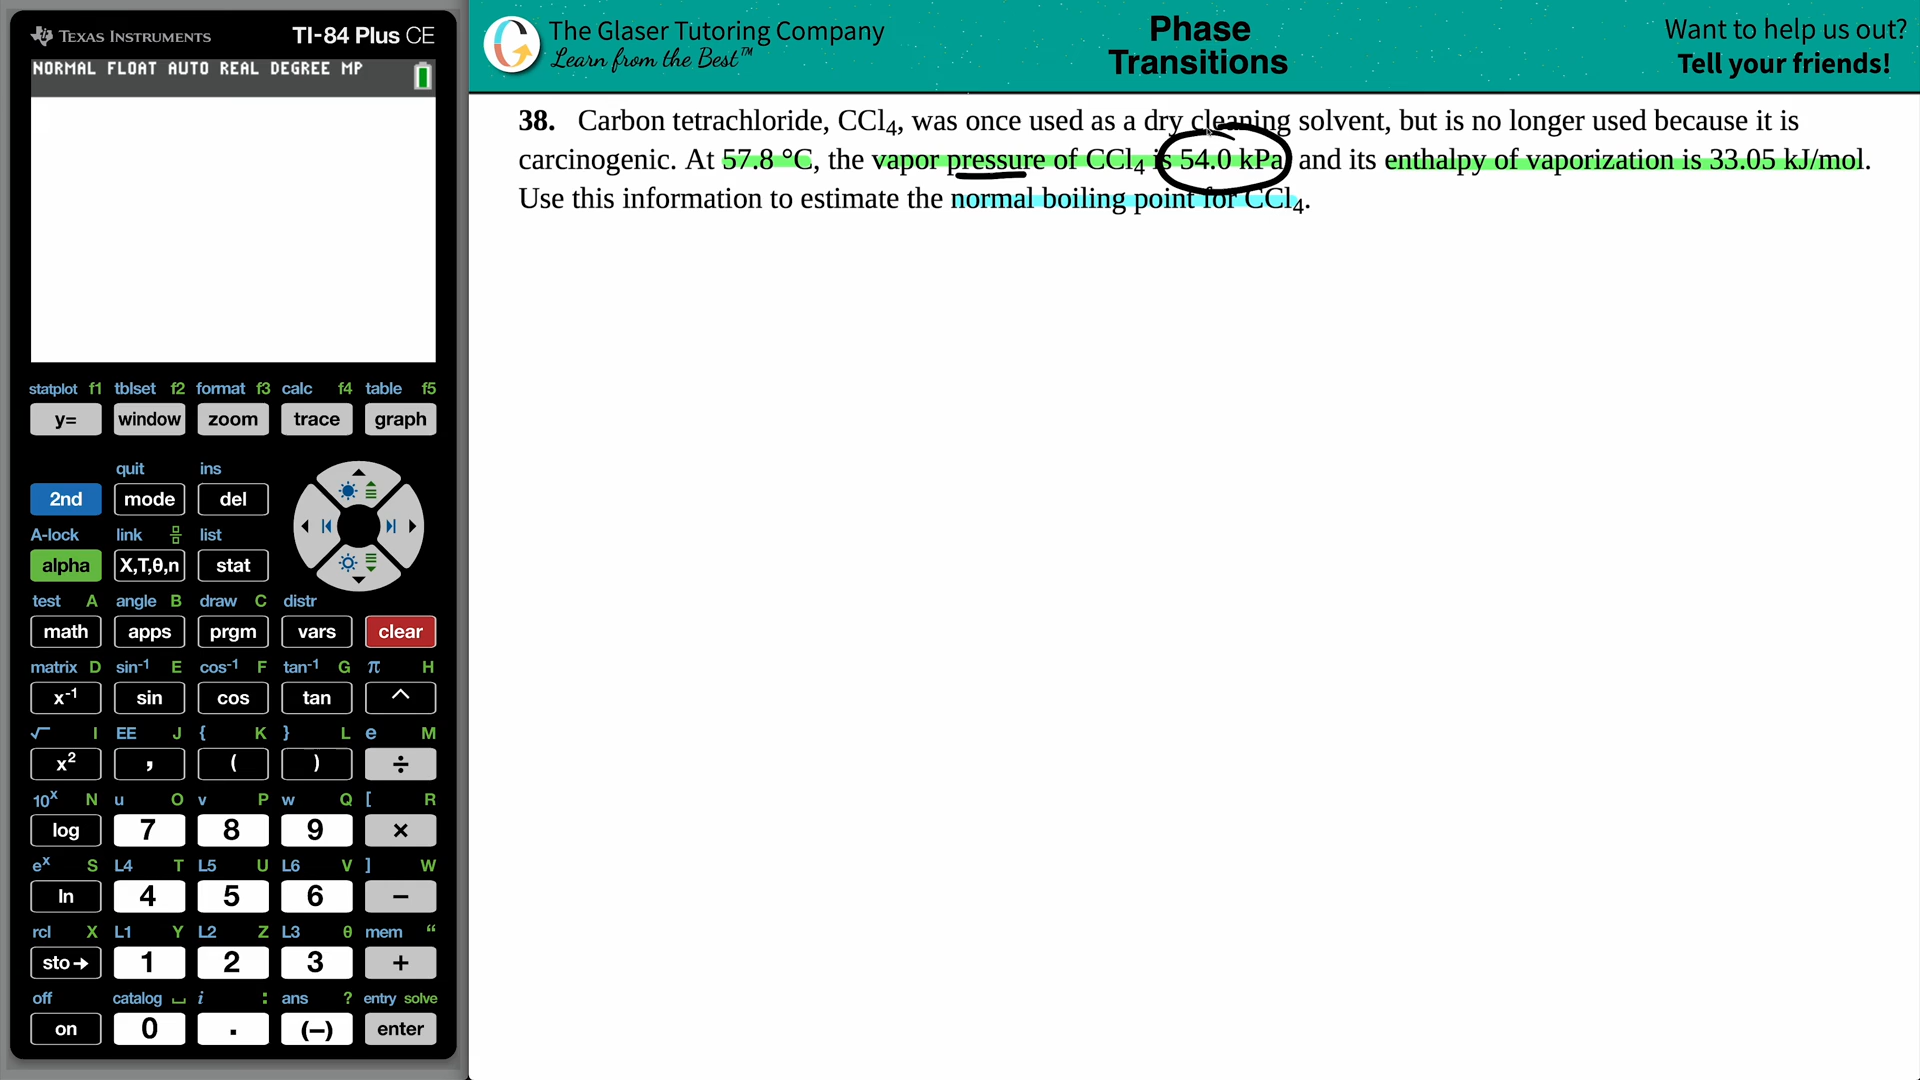 TEXAS INSTRUMENTS TI-84 Plus CE
NORMAL FLOAT AUTO REAL DEGREE MP
statplot f1 tblset f2 format f3 calc f4 table f5
y= window zoom trace graph
quit ins
2nd mode del
A-lock link list
alpha X,T,θ,n stat
test A angle B draw C distr
math apps prgm vars clear
matrix D sin⁻¹ E cos⁻¹ F tan⁻¹ G π H
x⁻¹ sin cos tan ^
√ I EE J { K } L e M
x² , ( ) ÷
10ˣ N u O v P w Q [ R
log 7 8 9 ×
eˣ S L4 T L5 U L6 V ] W
ln 4 5 6 −
rcl X L1 Y L2 Z L3 θ mem “
sto→ 1 2 3 +
off catalog ⎵ i : ans ? entry solve
on 0 . (−) enter
The Glaser Tutoring Company
Learn from the Best™
Phase
Transitions
Want to help us out?
Tell your friends!
38. Carbon tetrachloride, CCl₄, was once used as a dry cleaning solvent, but is no longer used because it is
carcinogenic. At 57.8 °C, the vapor pressure of CCl₄ is 54.0 kPa, and its enthalpy of vaporization is 33.05 kJ/mol.
Use this information to estimate the normal boiling point for CCl₄.